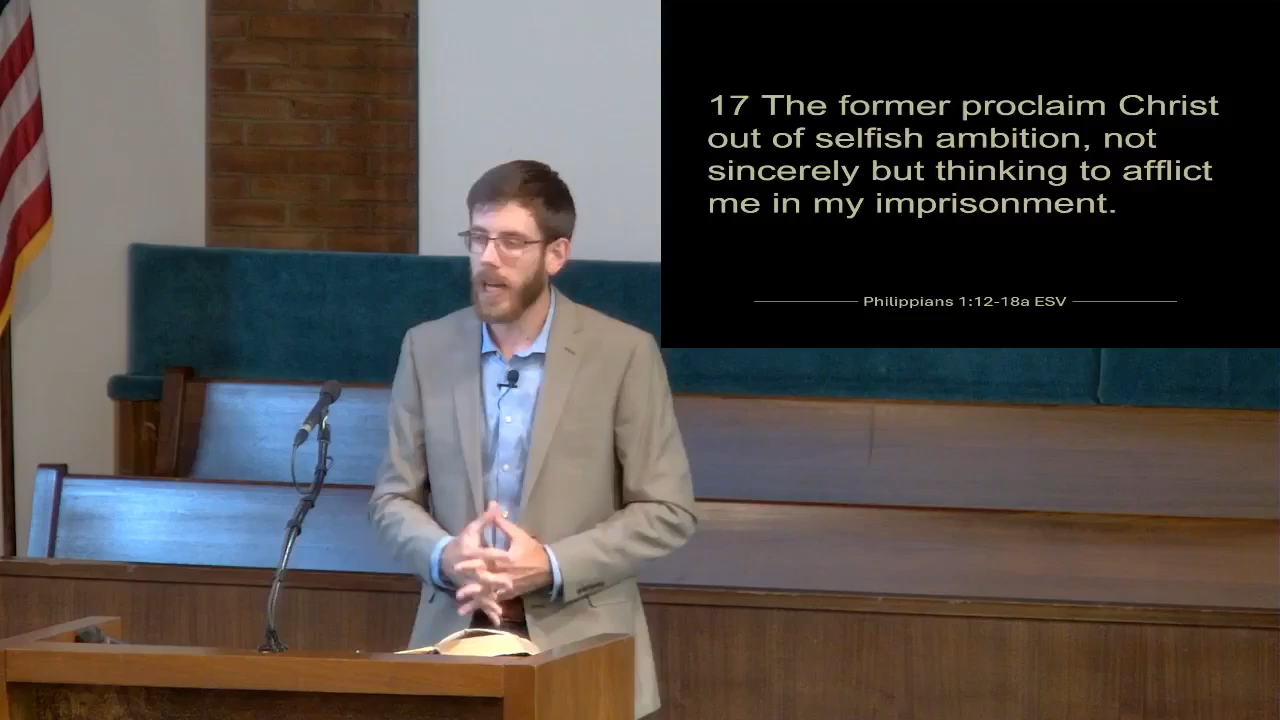 17 The former proclaim Christ
out of selfish ambition, not
sincerely but thinking to afflict
me in my imprisonment.
Philippians 1:12-18a ESV